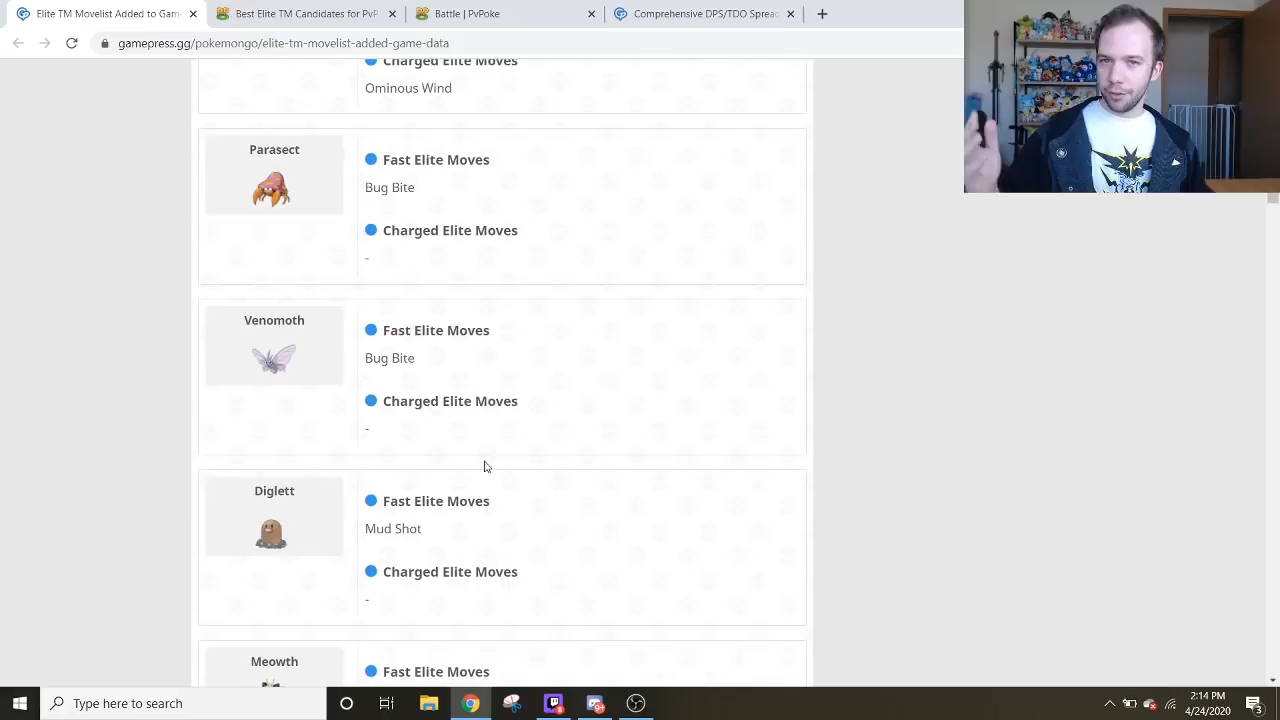 Elite TM Movelist Added to Gam
Best Elite TM Candidates for PvP
Battle | PvPoke
Comprehensive DPS/TDO Sprea
gamepress.gg/pokemongo/elite-tm-movelist-added-game-data
Charged Elite Moves
Ominous Wind
Parasect
Fast Elite Moves
Bug Bite
Charged Elite Moves
-
Venomoth
Fast Elite Moves
Bug Bite
Charged Elite Moves
-
Diglett
Fast Elite Moves
Mud Shot
Charged Elite Moves
-
Meowth
Fast Elite Moves
Type here to search
2:14 PM
4/24/2020
3